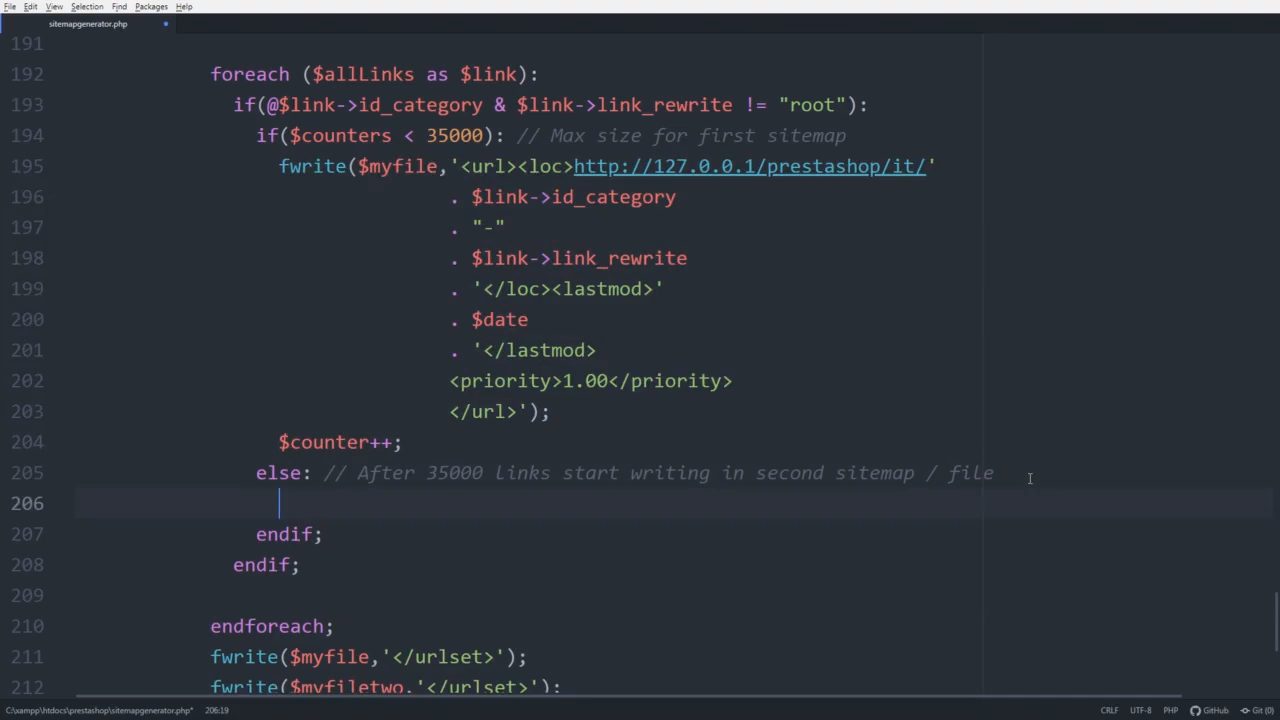 File Edit View Selection Find Packages Help
sitemapgenerator.php
191
192 foreach ($allLinks as $link):
193 if(@$link->id_category & $link->link_rewrite != "root"):
194 if($counters < 35000): // Max size for first sitemap
195 fwrite($myfile,'<url><loc>http://127.0.0.1/prestashop/it/'
196 . $link->id_category
197 . "-"
198 . $link->link_rewrite
199 . '</loc><lastmod>'
200 . $date
201 . '</lastmod>
202 <priority>1.00</priority>
203 </url>');
204 $counter++;
205 else: // After 35000 links start writing in second sitemap / file
206
207 endif;
208 endif;
209
210 endforeach;
211 fwrite($myfile,'</urlset>');
212 fwrite($myfiletwo,'</urlset>');
C:\xampp\htdocs\prestashop\sitemapgenerator.php* 206:19 CRLF UTF-8 PHP GitHub Git (0)